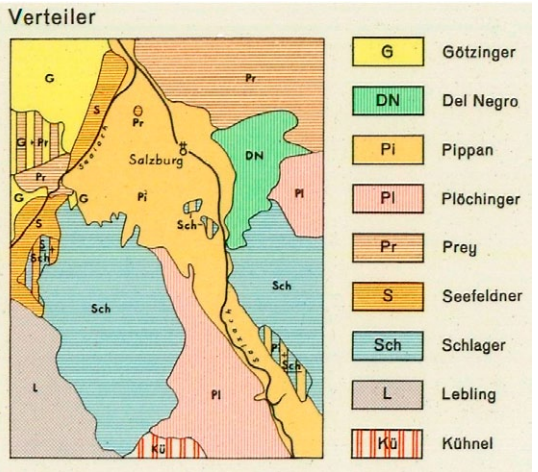 Verteiler
G
Pr
S
Pr
G+Pr
Salzburg
DN
Saalach
Pr
G
G
Pi
Pl
S
Sch
S+Sch
Sch
Sch
Salzach
Pi+Sch
L
Pl
Kü
G Götzinger
DN Del Negro
Pi Pippan
Pl Plöchinger
Pr Prey
S Seefeldner
Sch Schlager
L Lebling
Kü Kühnel